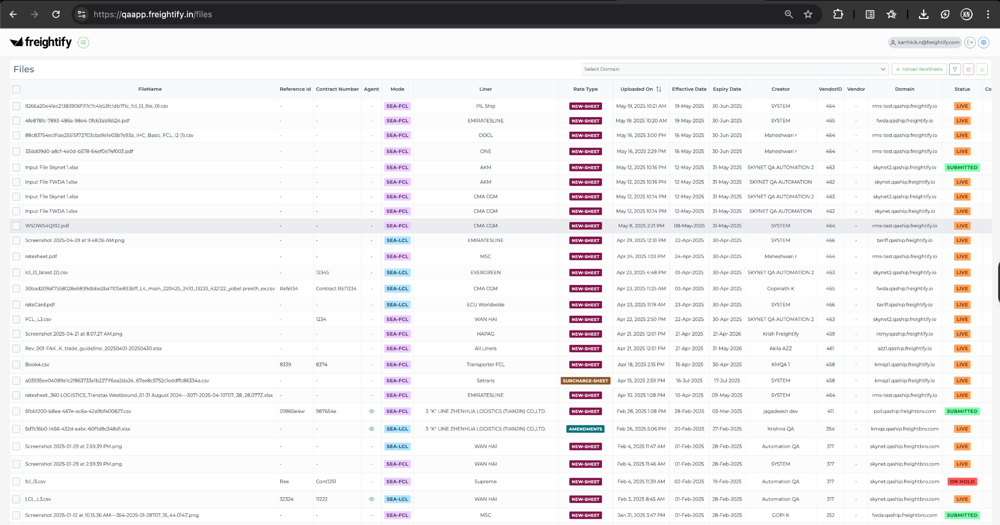 https://qaapp.freightify.in/files
KN
freightify
karthick.n@freightify.com
Files
Select Domain
+ Upload RateSheets
FileName Reference Id Contract Number Agent Mode Liner Rate Type Uploaded On Effective Date Expiry Date Creator VendorID Vendor Domain Status Co
9266a20e41ec21383906f117c7c4b53fc1db7f1c_fcl_l3_file_01.csv - - - SEA-FCL PIL Ship NEW-SHEET May 19, 2025 10:21 AM 19-May-2025 30-Jun-2025 SYSTEM 464 - rms-test.qaship.freightify.io LIVE
4fe8781c-7893-486a-98e4-0fc63ab16524.pdf - - - SEA-FCL EMIRATESLINE NEW-SHEET May 19, 2025 10:20 AM 19-May-2025 30-Jun-2025 SYSTEM 465 - fwda.qaship.freightify.io LIVE
88c83754ec91ae25515f72703cba9e1e03b7e93a_IHC_Basic_FCL_l2 (1).csv - - - SEA-FCL OOCL NEW-SHEET May 16, 2025 3:00 PM 16-May-2025 30-Jun-2025 Maheshwari r 464 - rms-test.qaship.freightify.io LIVE
33dd09d0-a8cf-4e0d-b578-64ef0e74f003.pdf - - - SEA-FCL ONE NEW-SHEET May 16, 2025 2:29 PM 16-May-2025 30-Jun-2025 Maheshwari r 464 - rms-test.qaship.freightify.io LIVE
Input File Skynet 1.xlsx - - - SEA-FCL AKM NEW-SHEET May 12, 2025 10:16 PM 12-May-2025 31-May-2025 SKYNET QA AUTOMATION 2 463 - skynet2.qaship.freightify.io SUBMITTED
Input File FWDA 1.xlsx - - - SEA-FCL AKM NEW-SHEET May 12, 2025 10:16 PM 12-May-2025 31-May-2025 SKYNET QA AUTOMATION 462 - skynet.qaship.freightify.io LIVE
Input File Skynet 1.xlsx - - - SEA-FCL CMA CGM NEW-SHEET May 12, 2025 10:14 PM 12-May-2025 31-May-2025 SKYNET QA AUTOMATION 2 463 - skynet2.qaship.freightify.io LIVE
Input File FWDA 1.xlsx - - - SEA-FCL CMA CGM NEW-SHEET May 12, 2025 10:14 PM 12-May-2025 31-May-2025 SKYNET QA AUTOMATION 462 - skynet.qaship.freightify.io LIVE
WSDWS4QI1I2.pdf - - - SEA-FCL CMA CGM NEW-SHEET May 8, 2025 2:21 PM 08-May-2025 31-May-2025 SYSTEM 464 - rms-test.qaship.freightify.io LIVE
Screenshot 2025-04-29 at 9.48.06 AM.png - - - SEA-LCL EMIRATESLINE NEW-SHEET Apr 29, 2025 12:31 PM 22-Apr-2025 30-Apr-2025 SYSTEM 466 - tariff.qaship.freightify.io LIVE
ratesheet.pdf - - - SEA-FCL MSC NEW-SHEET Apr 24, 2025 1:03 PM 24-Apr-2025 30-Apr-2025 Maheshwari r 464 - rms-test.qaship.freightify.io LIVE
lcl_l3_latest (2).csv - 12345 - SEA-LCL EVERGREEN NEW-SHEET Apr 23, 2025 4:48 PM 01-Apr-2025 30-Apr-2025 SKYNET QA AUTOMATION 2 463 - skynet2.qaship.freightify.io LIVE
30bad209af7558028e6839dbbe2ba7105e833bff_L4_main_220425_2410_13233_432122_yobel preeth_ex.csv Refe134 Contract REf1234 - SEA-LCL CMA CGM NEW-SHEET Apr 23, 2025 11:25 AM 03-Apr-2025 30-Apr-2025 Gopinath K 465 - fwda.qaship.freightify.io LIVE
rateCard.pdf - - - SEA-LCL ECU Worldwide NEW-SHEET Apr 23, 2025 11:19 AM 23-Apr-2025 30-Apr-2025 SYSTEM 466 - tariff.qaship.freightify.io LIVE
FCL_L3.csv - 1234 - SEA-FCL WAN HAI NEW-SHEET Apr 22, 2025 2:50 PM 22-Apr-2025 30-Apr-2025 SKYNET QA AUTOMATION 2 463 - skynet2.qaship.freightify.io LIVE
Screenshot 2025-04-21 at 8.07.27 AM.png - - - SEA-FCL HAPAG NEW-SHEET Apr 21, 2025 12:01 PM 21-Apr-2025 21-Apr-2026 Krish Freightify 459 - rkmy.qaship.freightify.io LIVE
Rev_001-FAK_K_trade_guideline_20250401-20250430.xlsx - - - SEA-FCL All Liners NEW-SHEET Apr 21, 2025 12:01 PM 21-Apr-2025 31-May-2026 Akila AZZ 461 - azz1.qaship.freightify.io LIVE
Book4.csv 8339 8374 - SEA-FCL Transporter FCL NEW-SHEET Apr 18, 2025 2:15 PM 15-Apr-2025 30-Apr-2025 KMQA 1 458 - kmqa1.qaship.freightify.io LIVE
a03935ee04089a1c2f863733e1b2271f6aa2da24_67ee8c5752c1eddffc86334a.csv - - - SEA-FCL Setrans SURCHARGE-SHEET Apr 15, 2025 2:59 PM 16-Jul-2025 17-Jul-2025 SYSTEM 458 - kmqa1.qaship.freightify.io LIVE
ratesheet_360 LOGISTICS_Transtas Westbound_01-31 August 2024---3071-2025-04-10T07_38_28.077Z.xlsx - - - SEA-FCL EMIRATESLINE NEW-SHEET Apr 10, 2025 1:08 PM 10-Apr-2025 09-May-2025 SYSTEM 464 - rms-test.qaship.freightify.io LIVE
5fbb1200-b8ea-467e-ac6a-42a9bf400827.csv 09865e4w 987654e SEA-FCL 3 "K" LINE ZHENHUA LOGISTICS (TIANJIN) CO.,LTD. NEW-SHEET Feb 28, 2025 1:08 PM 28-Feb-2025 03-Mar-2025 jagadeesh dev 411 - poll.qaship.freightbro.com SUBMITTED
5d7c16b0-1456-432d-aabc-60f1d8c348d1.xlsx - - SEA-LCL 3 "K" LINE ZHENHUA LOGISTICS (TIANJIN) CO.,LTD. AMENDMENTS Feb 26, 2025 5:06 PM 20-Feb-2025 27-Feb-2025 Krishna QA 354 - kmqa.qaship.freightbro.com LIVE
Screenshot 2025-01-29 at 2.59.39 PM.png - - - SEA-LCL WAN HAI NEW-SHEET Feb 4, 2025 11:47 AM 01-Feb-2025 28-Feb-2025 Automation QA 317 - skynet.qaship.freightbro.com LIVE
Screenshot 2025-01-29 at 2.59.39 PM.png - - - SEA-FCL WAN HAI NEW-SHEET Feb 4, 2025 11:46 AM 01-Feb-2025 28-Feb-2025 SYSTEM 317 - skynet.qaship.freightbro.com LIVE
fcl_l3.csv Ree Cont1251 - SEA-FCL Supreme NEW-SHEET Feb 4, 2025 11:39 AM 02-Feb-2025 19-Feb-2025 Automation QA 317 - skynet.qaship.freightbro.com ON HOLD
LCL_L3.csv 32324 11222 SEA-LCL WAN HAI NEW-SHEET Feb 3, 2025 8:45 AM 01-Feb-2025 28-Feb-2025 Automation QA 317 - skynet.qaship.freightbro.com LIVE
Screenshot 2025-01-12 at 10.15.36 AM---354-2025-01-28T07_15_44.014Z.png - - - SEA-FCL MSC NEW-SHEET Jan 31, 2025 3:47 PM 01-Feb-2025 28-Feb-2025 GOPI K 252 - fwda.qaship.freightbro.com SUBMITTED